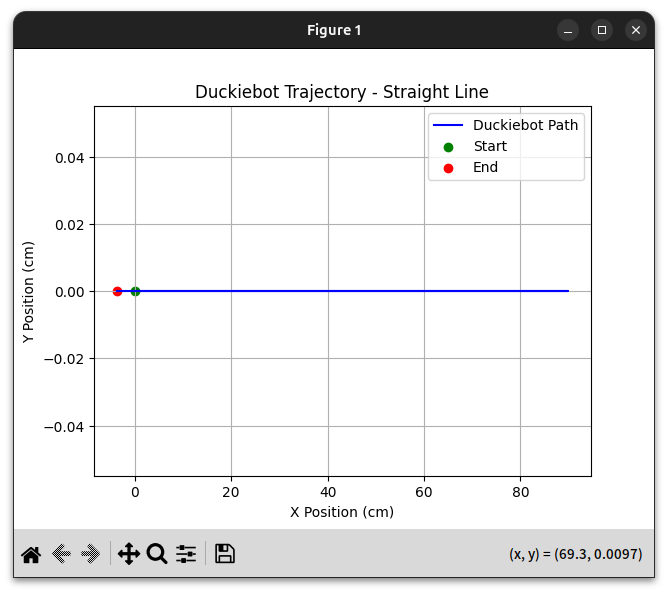 Figure 1
Duckiebot Trajectory - Straight Line
Duckiebot Path
Start
End
0.04
0.02
0.00
−0.02
−0.04
Y Position (cm)
0 20 40 60 80
X Position (cm)
(x, y) = (69.3, 0.0097)